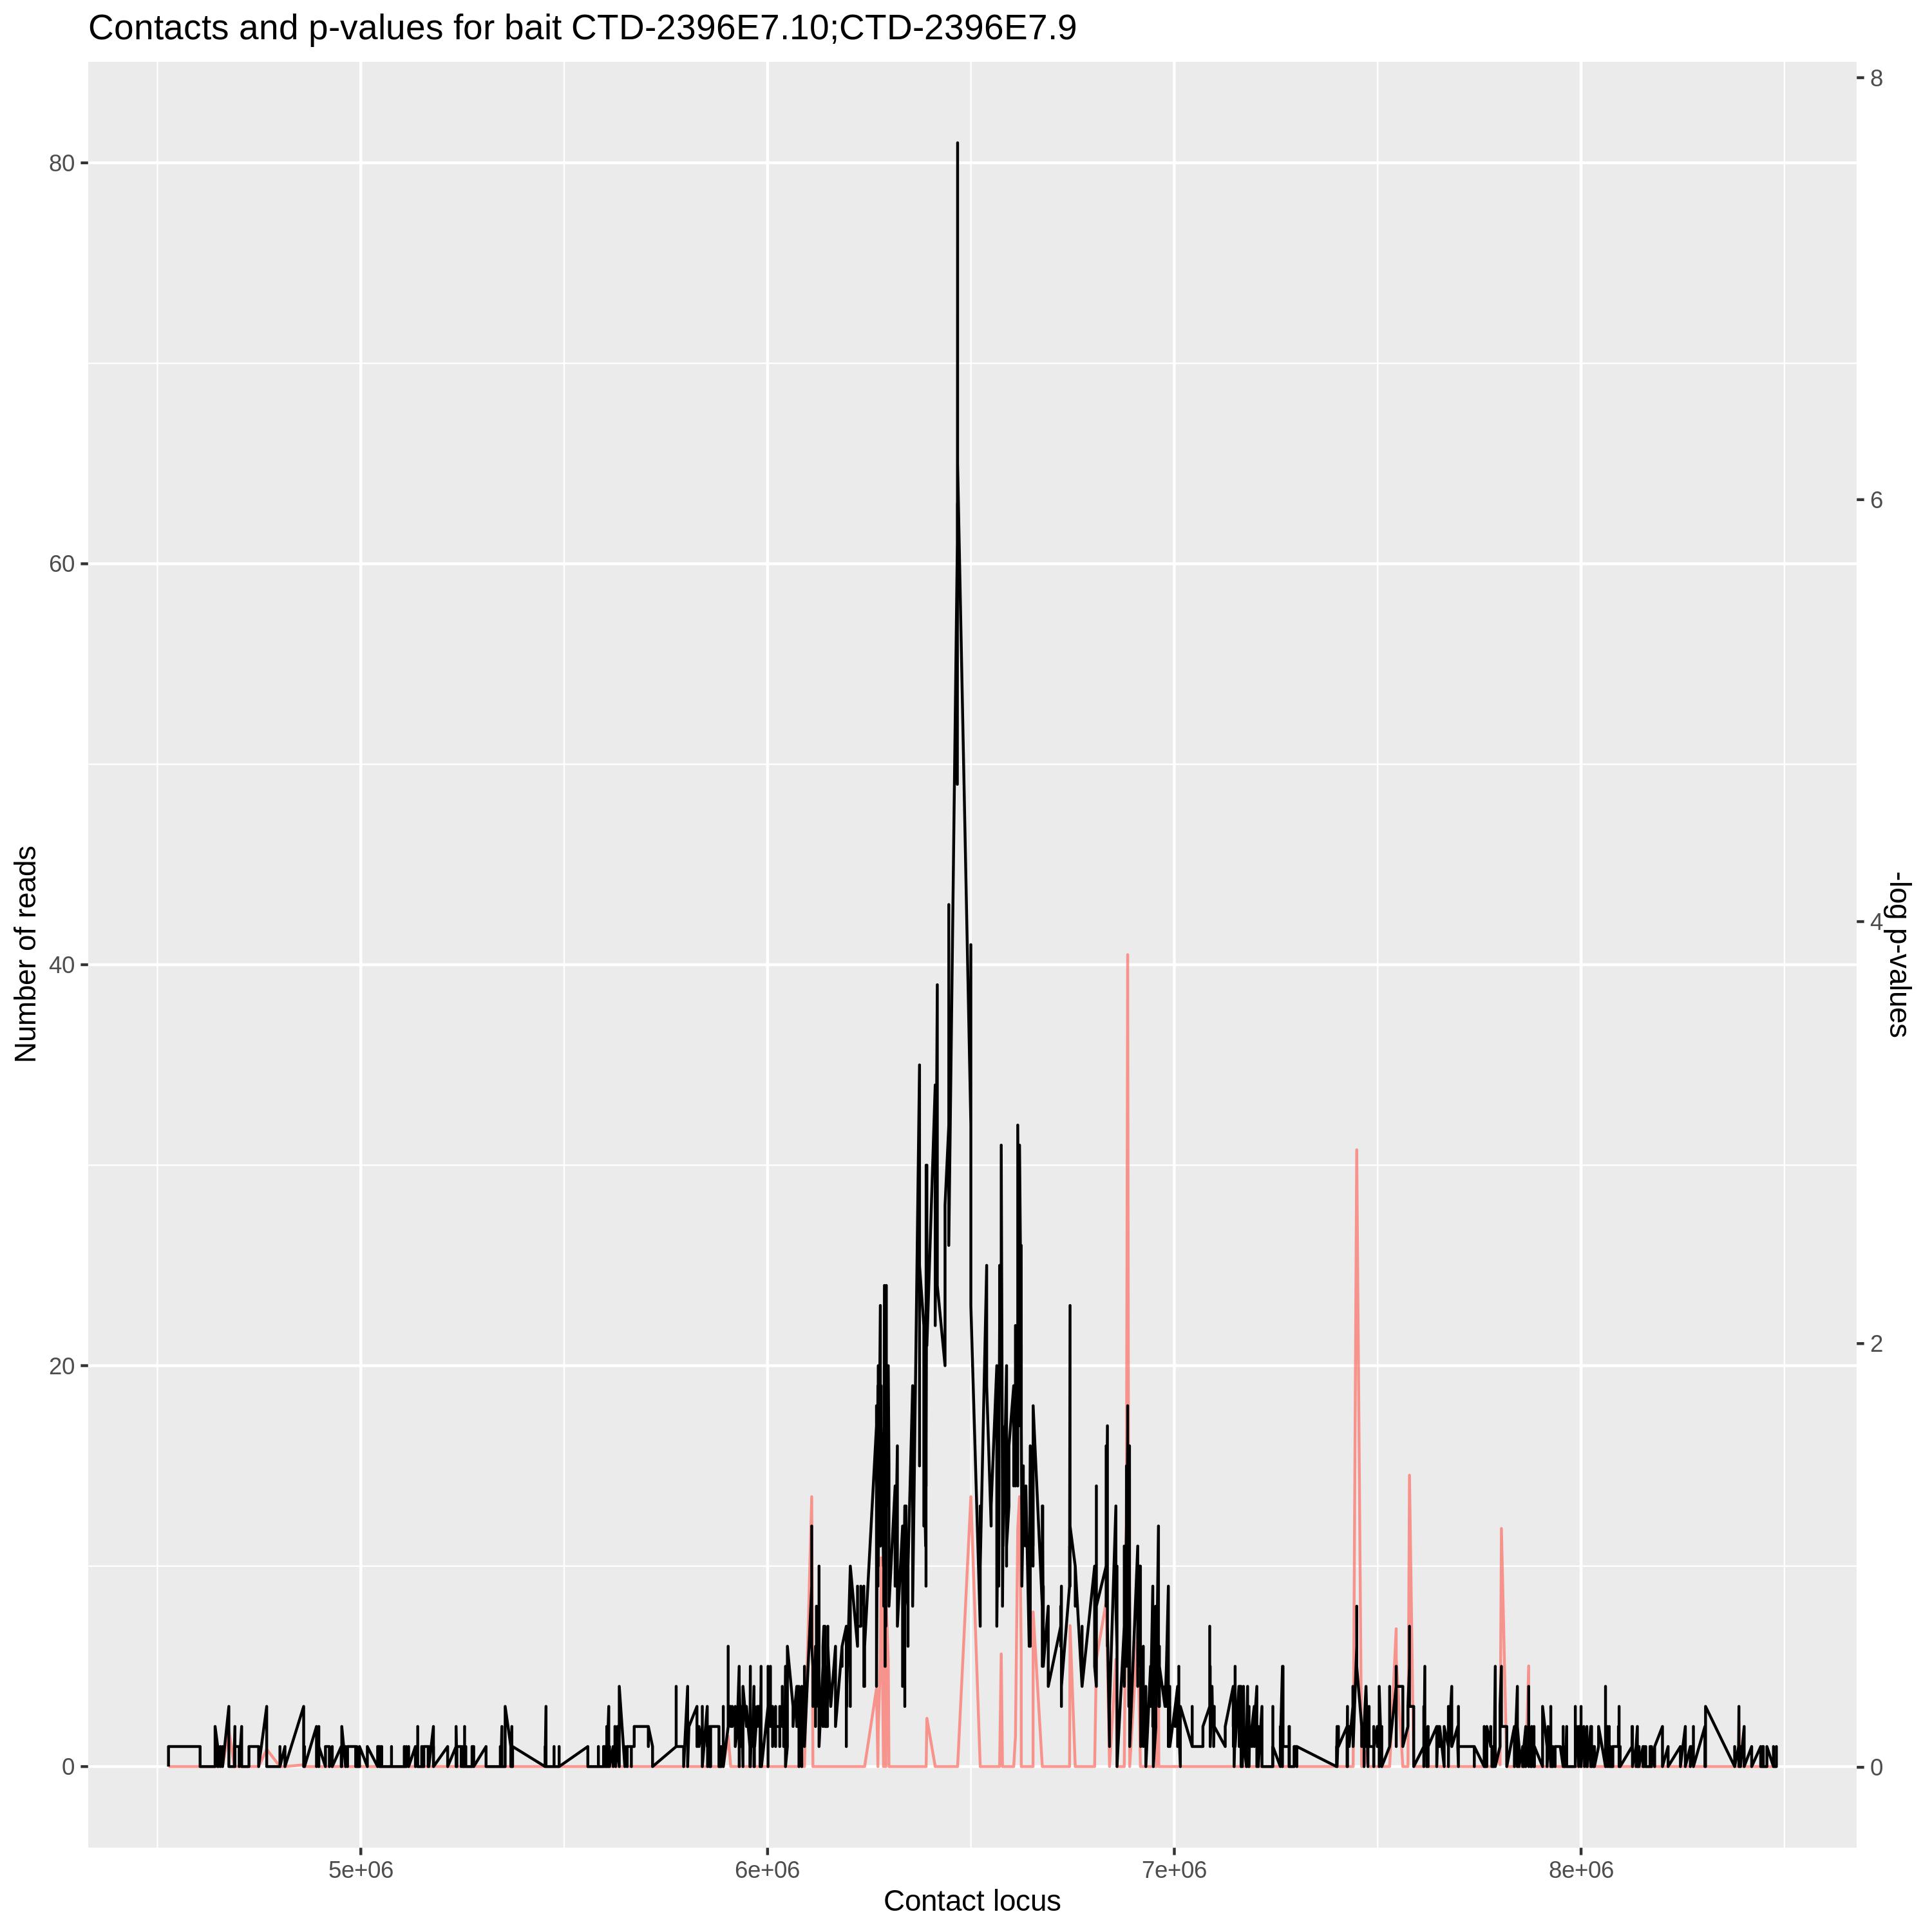 Contacts and p-values for bait CTD-2396E7.10;CTD-2396E7.9
80
60
40
20
0
Number of reads
8
6
4
2
0
-log p-values
5e+06
6e+06
7e+06
8e+06
Contact locus